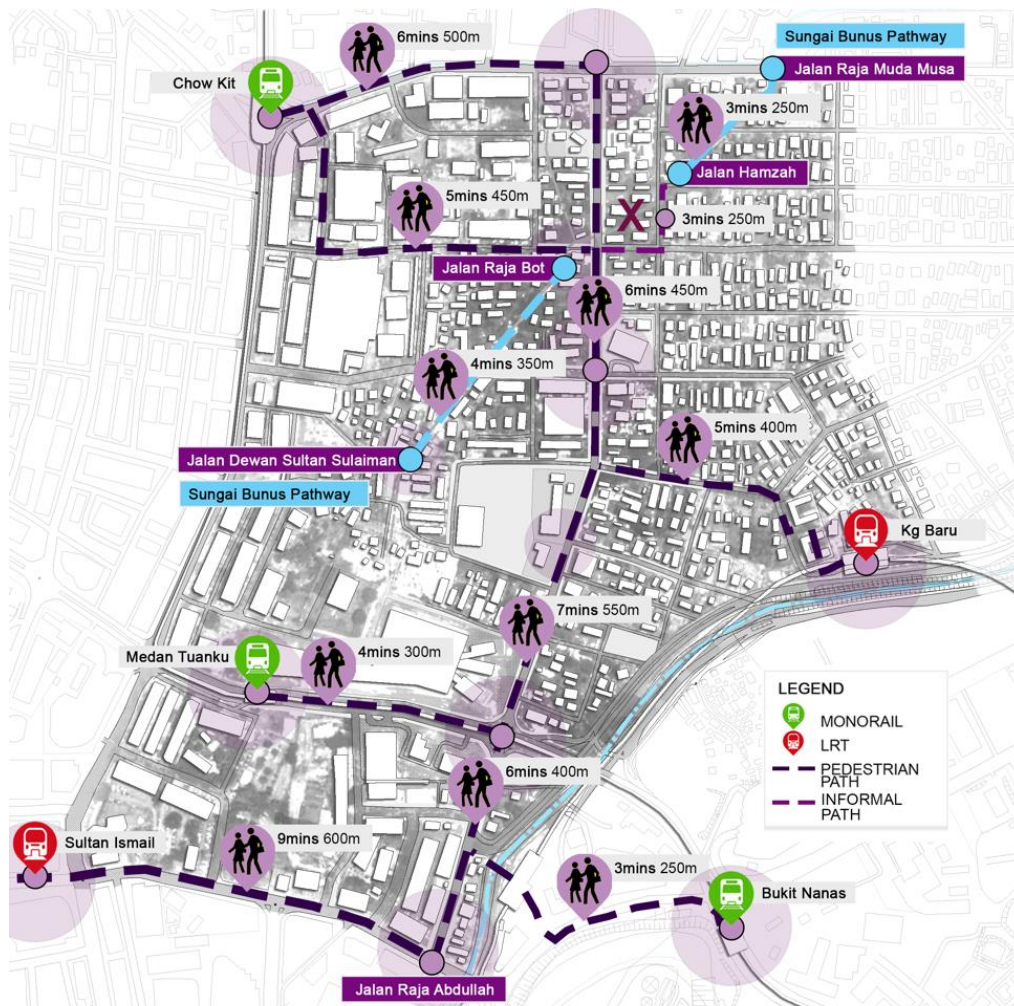 6mins 500m
Sungai Bunus Pathway
Chow Kit
Jalan Raja Muda Musa
3mins 250m
Jalan Hamzah
5mins 450m
X
3mins 250m
Jalan Raja Bot
6mins 450m
4mins 350m
5mins 400m
Jalan Dewan Sultan Sulaiman
Sungai Bunus Pathway
Kg Baru
7mins 550m
Medan Tuanku
4mins 300m
LEGEND
MONORAIL
LRT
PEDESTRIAN
PATH
INFORMAL
PATH
6mins 400m
Sultan Ismail
9mins 600m
3mins 250m
Bukit Nanas
Jalan Raja Abdullah